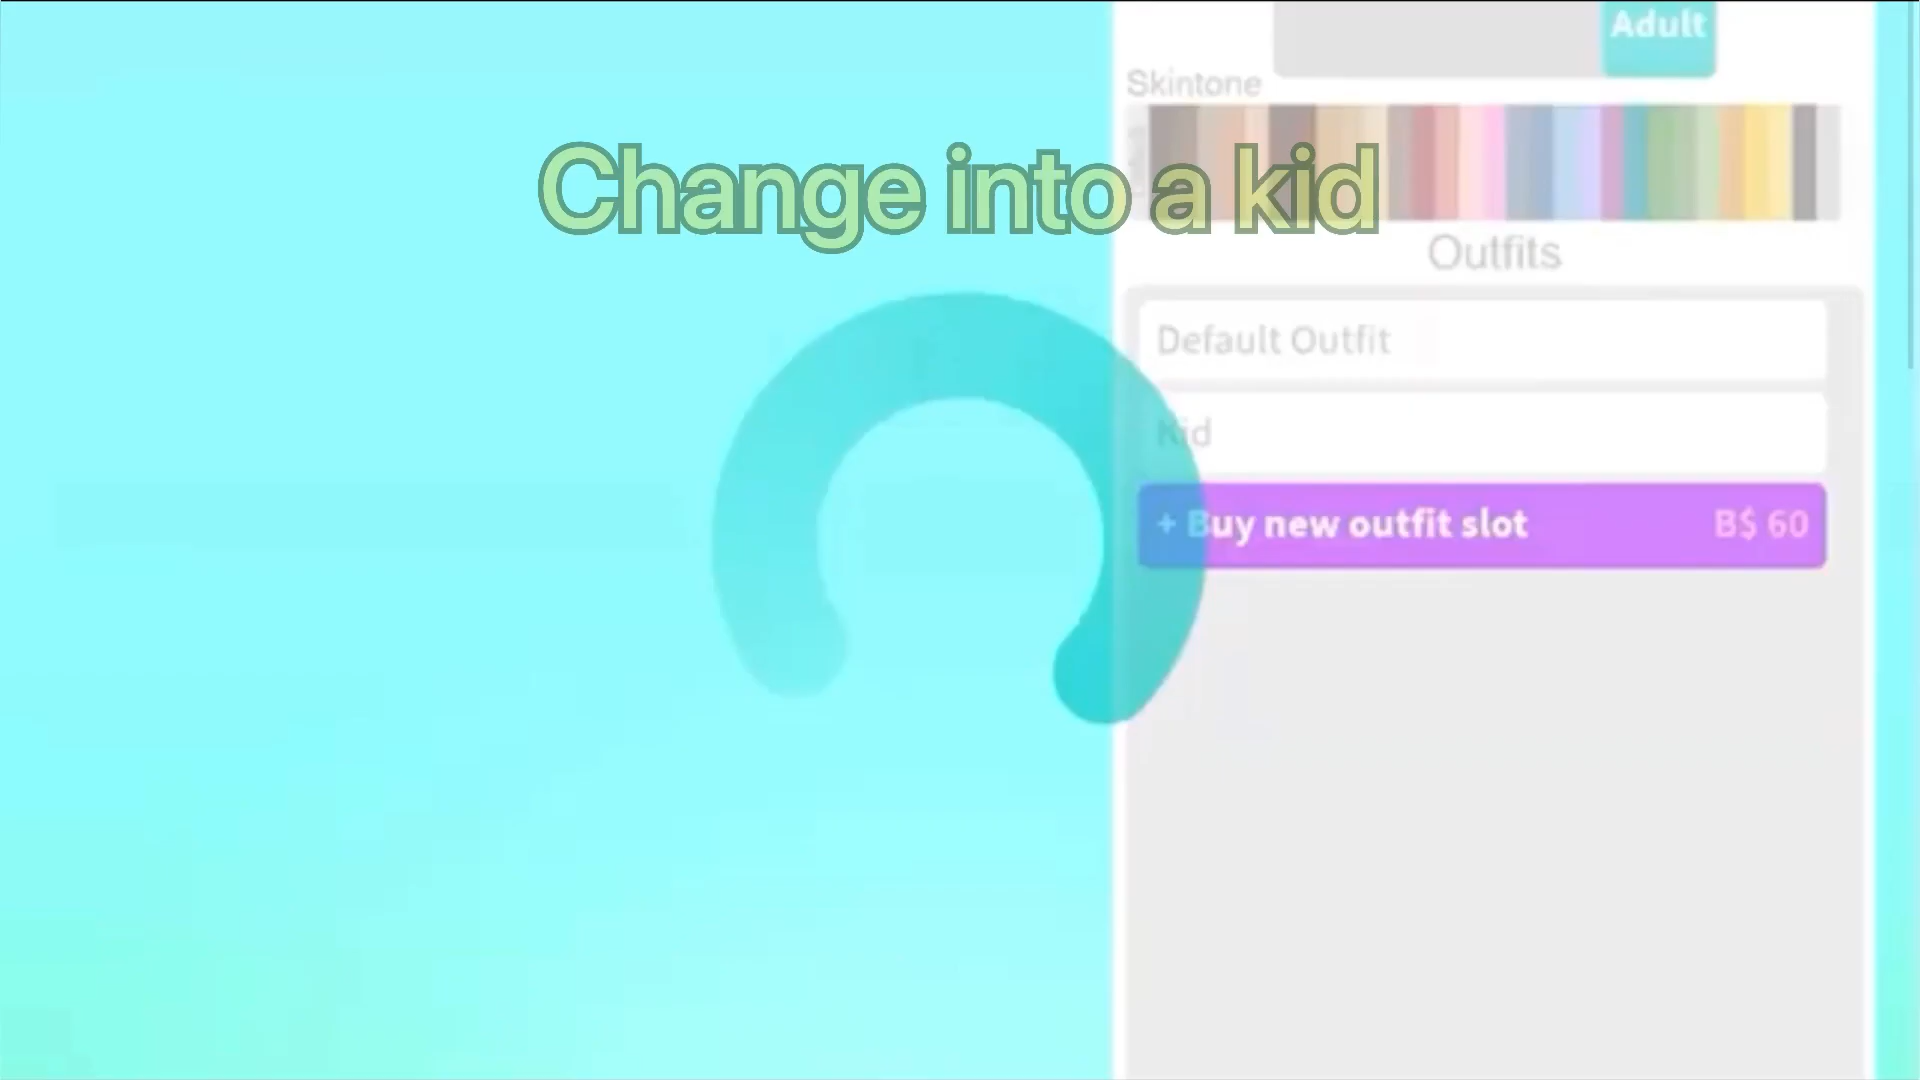 Adult
Skintone
Change into a kid
Outfits
Default Outfit
Kid
+ Buy new outfit slot B$ 60